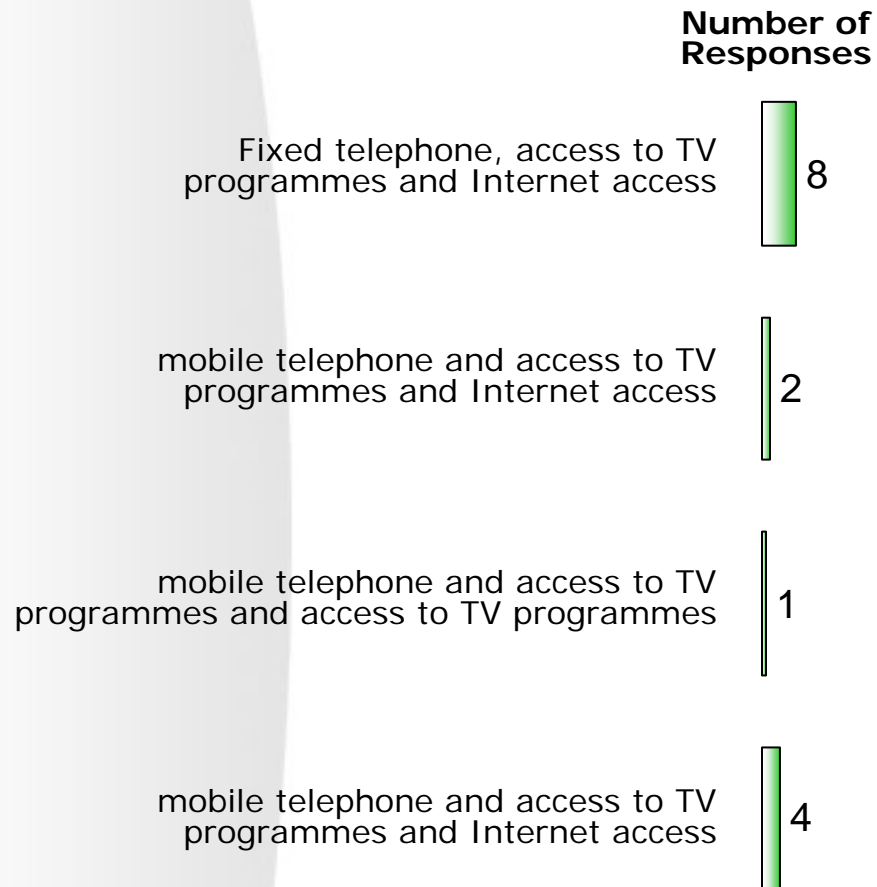 Number of
Responses
Fixed telephone, access to TV
programmes and Internet access
8
mobile telephone and access to TV
programmes and Internet access
2
mobile telephone and access to TV
programmes and access to TV programmes
1
mobile telephone and access to TV
programmes and Internet access
4